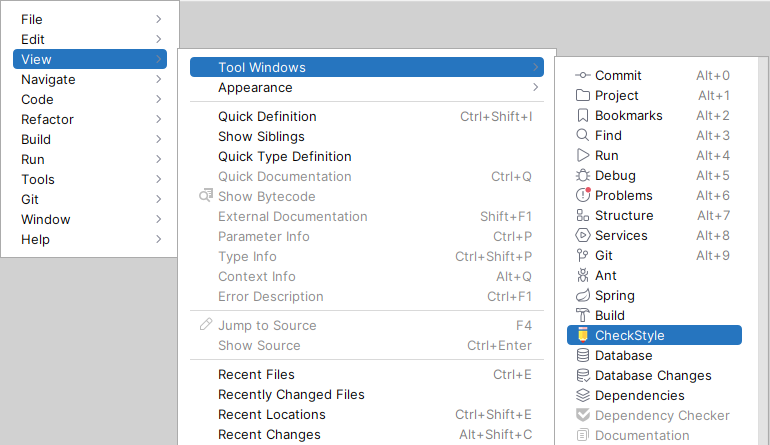 File
Edit
View
Navigate
Code
Refactor
Build
Run
Tools
Git
Window
Help
Tool Windows
Appearance
Quick Definition Ctrl+Shift+I
Show Siblings
Quick Type Definition
Quick Documentation Ctrl+Q
Show Bytecode
External Documentation Shift+F1
Parameter Info Ctrl+P
Type Info Ctrl+Shift+P
Context Info Alt+Q
Error Description Ctrl+F1
Jump to Source F4
Show Source Ctrl+Enter
Recent Files Ctrl+E
Recently Changed Files
Recent Locations Ctrl+Shift+E
Recent Changes Alt+Shift+C
Commit Alt+0
Project Alt+1
Bookmarks Alt+2
Find Alt+3
Run Alt+4
Debug Alt+5
Problems Alt+6
Structure Alt+7
Services Alt+8
Git Alt+9
Ant
Spring
Build
CheckStyle
Database
Database Changes
Dependencies
Dependency Checker
Documentation